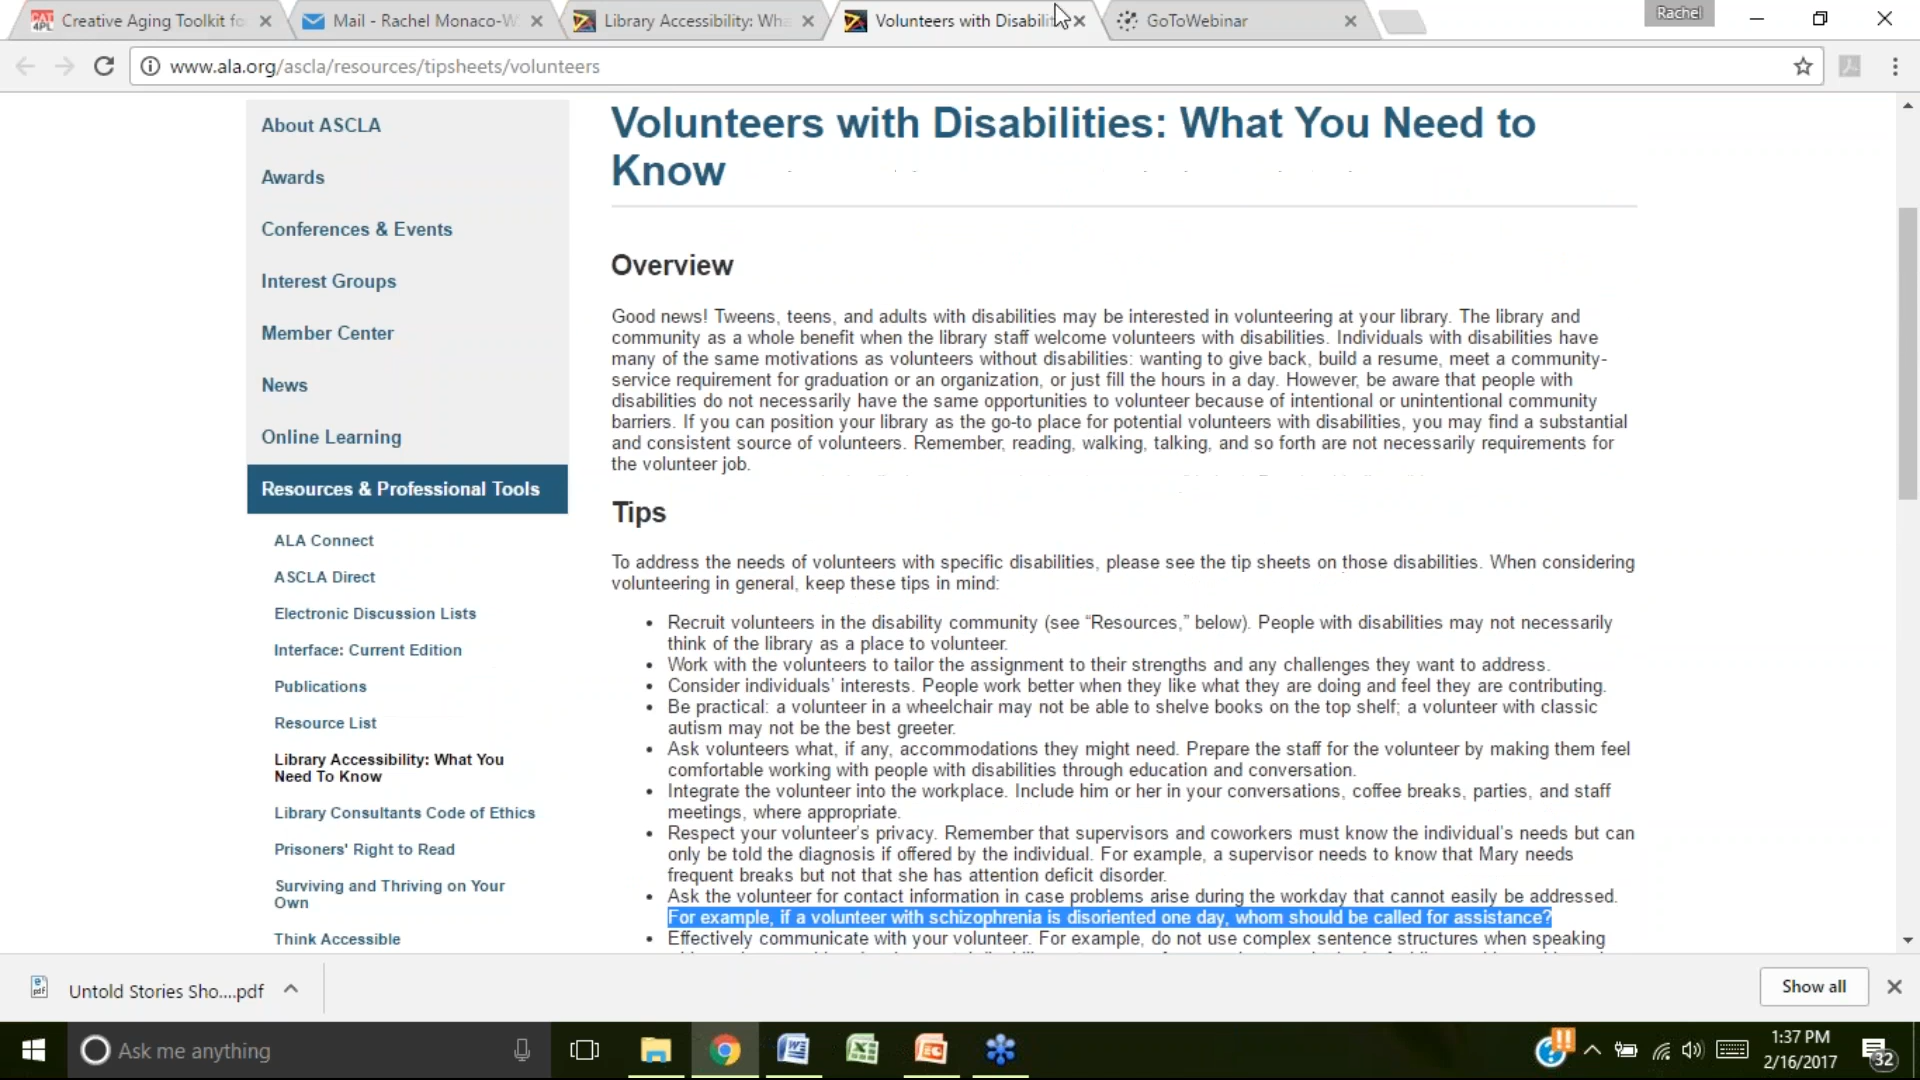 Creative Aging Toolkit fo
Mail - Rachel Monaco-W
Library Accessibility: Wha
Volunteers with Disabilit
GoToWebinar
Rachel
www.ala.org/ascla/resources/tipsheets/volunteers
About ASCLA
Awards
Conferences & Events
Interest Groups
Member Center
News
Online Learning
Resources & Professional Tools
ALA Connect
ASCLA Direct
Electronic Discussion Lists
Interface: Current Edition
Publications
Resource List
Library Accessibility: What You
Need To Know
Library Consultants Code of Ethics
Prisoners' Right to Read
Surviving and Thriving on Your
Own
Think Accessible
Volunteers with Disabilities: What You Need to
Know
Overview
Good news! Tweens, teens, and adults with disabilities may be interested in volunteering at your library. The library and
community as a whole benefit when the library staff welcome volunteers with disabilities. Individuals with disabilities have
many of the same motivations as volunteers without disabilities: wanting to give back, build a resume, meet a community-
service requirement for graduation or an organization, or just fill the hours in a day. However, be aware that people with
disabilities do not necessarily have the same opportunities to volunteer because of intentional or unintentional community
barriers. If you can position your library as the go-to place for potential volunteers with disabilities, you may find a substantial
and consistent source of volunteers. Remember, reading, walking, talking, and so forth are not necessarily requirements for
the volunteer job.
Tips
To address the needs of volunteers with specific disabilities, please see the tip sheets on those disabilities. When considering
volunteering in general, keep these tips in mind:
• Recruit volunteers in the disability community (see “Resources,” below). People with disabilities may not necessarily
think of the library as a place to volunteer.
• Work with the volunteers to tailor the assignment to their strengths and any challenges they want to address.
• Consider individuals’ interests. People work better when they like what they are doing and feel they are contributing.
• Be practical: a volunteer in a wheelchair may not be able to shelve books on the top shelf; a volunteer with classic
autism may not be the best greeter.
• Ask volunteers what, if any, accommodations they might need. Prepare the staff for the volunteer by making them feel
comfortable working with people with disabilities through education and conversation.
• Integrate the volunteer into the workplace. Include him or her in your conversations, coffee breaks, parties, and staff
meetings, where appropriate.
• Respect your volunteer’s privacy. Remember that supervisors and coworkers must know the individual’s needs but can
only be told the diagnosis if offered by the individual. For example, a supervisor needs to know that Mary needs
frequent breaks but not that she has attention deficit disorder.
• Ask the volunteer for contact information in case problems arise during the workday that cannot easily be addressed.
For example, if a volunteer with schizophrenia is disoriented one day, whom should be called for assistance?
• Effectively communicate with your volunteer. For example, do not use complex sentence structures when speaking
Untold Stories Sho....pdf
Show all
Ask me anything
1:37 PM
2/16/2017
32